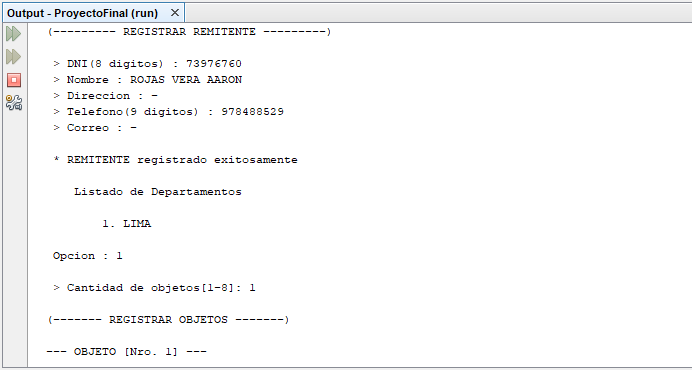 Output - ProyectoFinal (run) ×
(--------- REGISTRAR REMITENTE ---------)
> DNI(8 digitos) : 73976760
> Nombre : ROJAS VERA AARON
> Direccion : -
> Telefono(9 digitos) : 978488529
> Correo : -
* REMITENTE registrado exitosamente
Listado de Departamentos
1. LIMA
Opcion : 1
> Cantidad de objetos[1-8]: 1
(------- REGISTRAR OBJETOS -------)
--- OBJETO [Nro. 1] ---